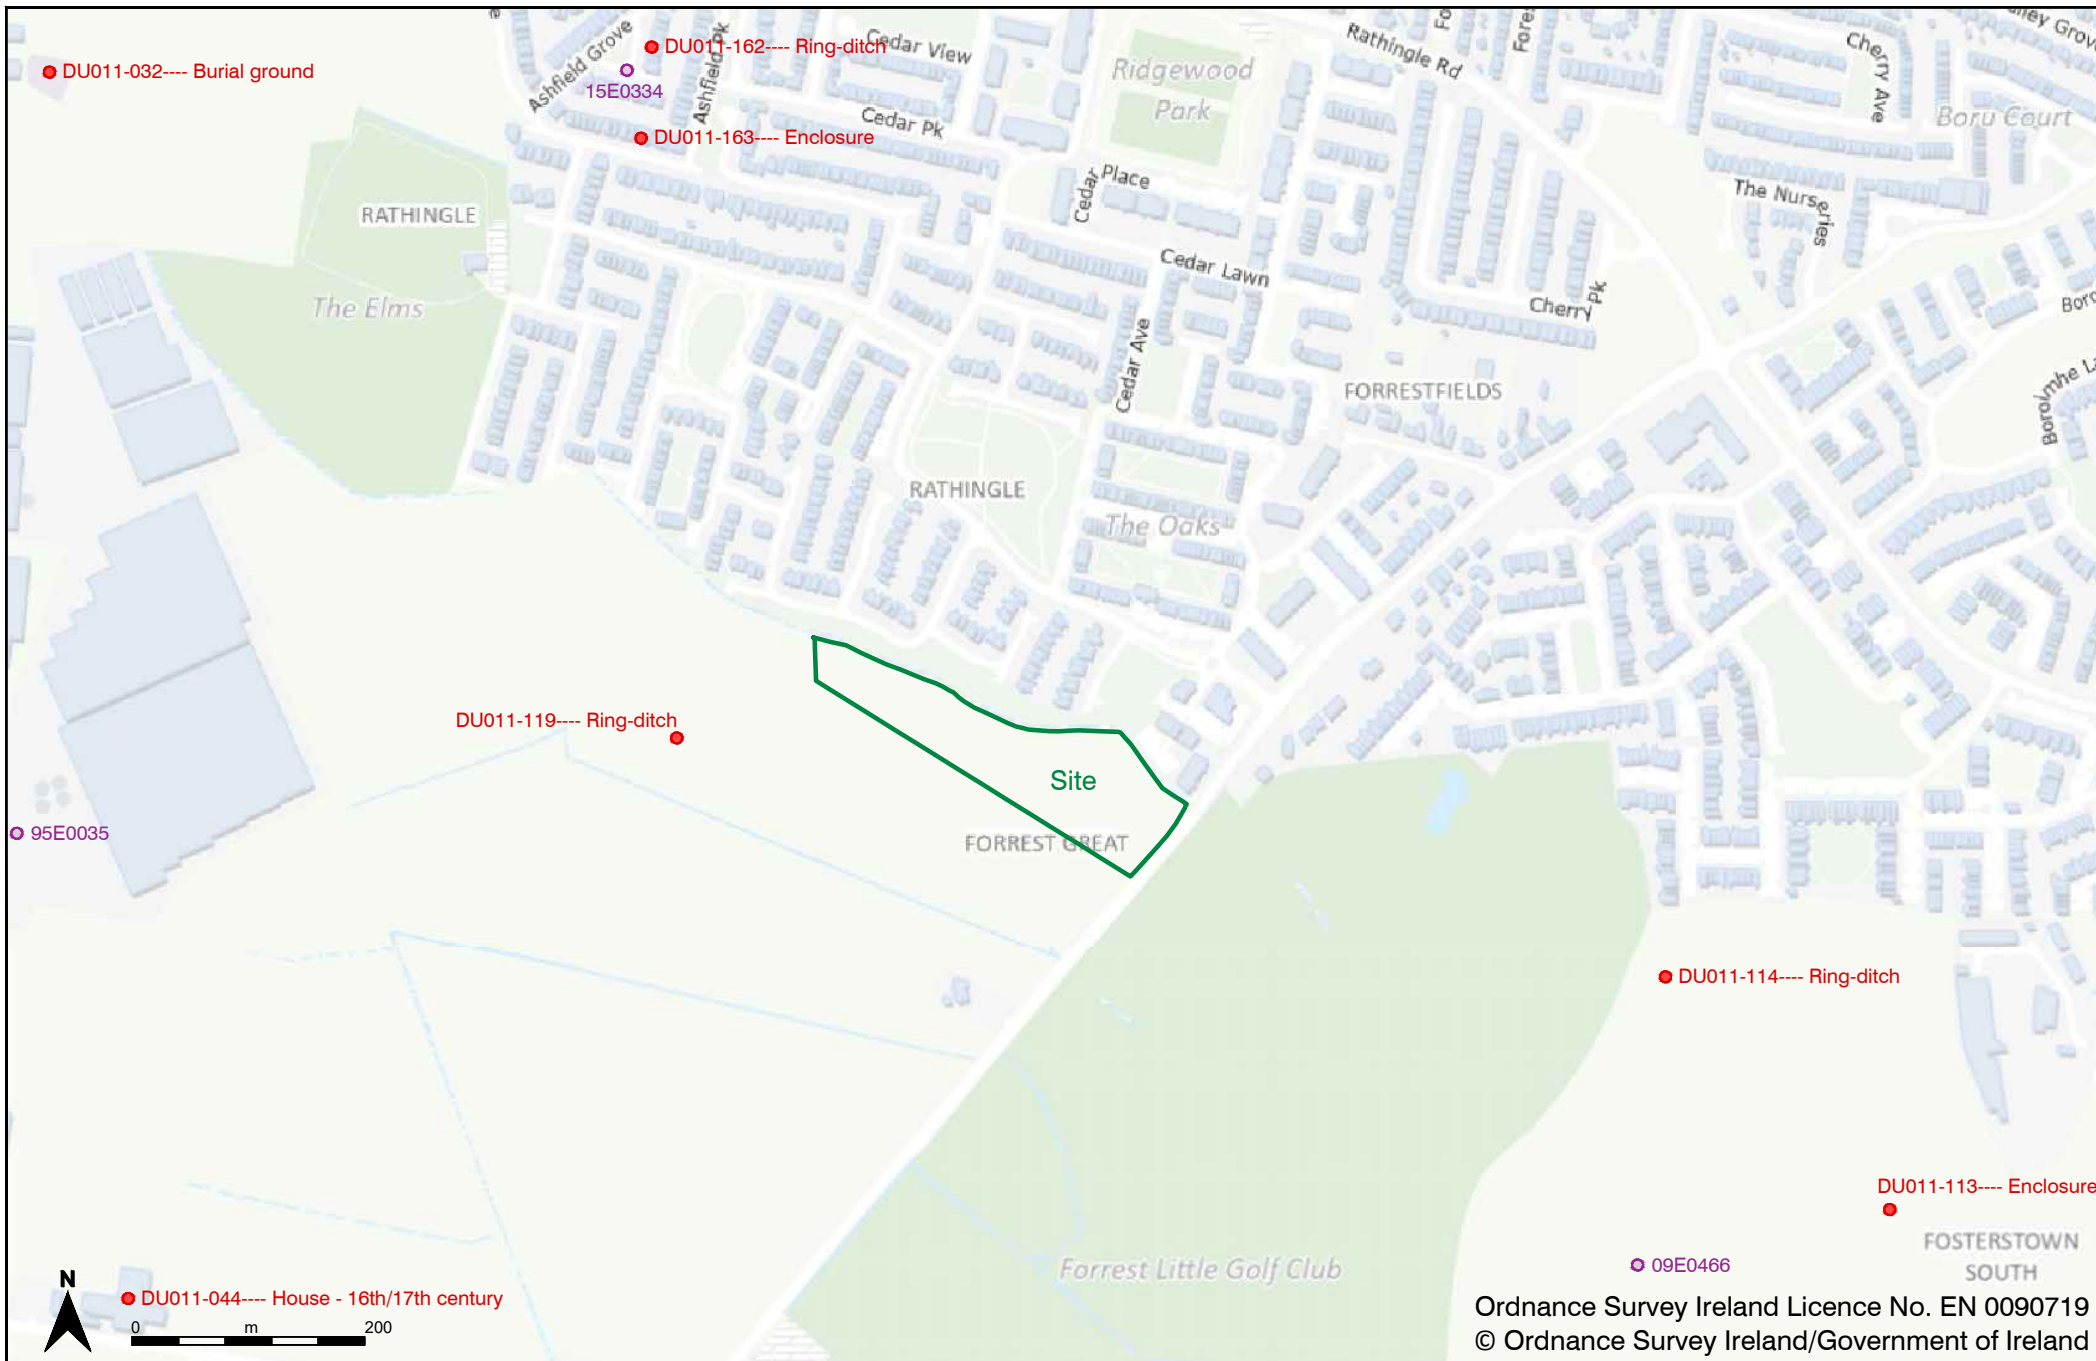 DU011-032---- Burial ground
DU011-162---- Ring-ditch
15E0334
DU011-163---- Enclosure
Ashfield Grove
Ashfield Pk
Cedar View
Cedar Pk
Ridgewood
Park
Rathingle Rd
Cherry Ave
Boru Court
Cedar Place
The Nurseries
RATHINGLE
The Elms
Cedar Lawn
Cherry Pk
Cedar Ave
FORRESTFIELDS
RATHINGLE
The Oaks
DU011-119---- Ring-ditch
Site
FORREST GREAT
95E0035
DU011-114---- Ring-ditch
DU011-113---- Enclosure
FOSTERSTOWN
SOUTH
09E0466
Forrest Little Golf Club
DU011-044---- House - 16th/17th century
N
0 m 200
Ordnance Survey Ireland Licence No. EN 0090719
© Ordnance Survey Ireland/Government of Ireland